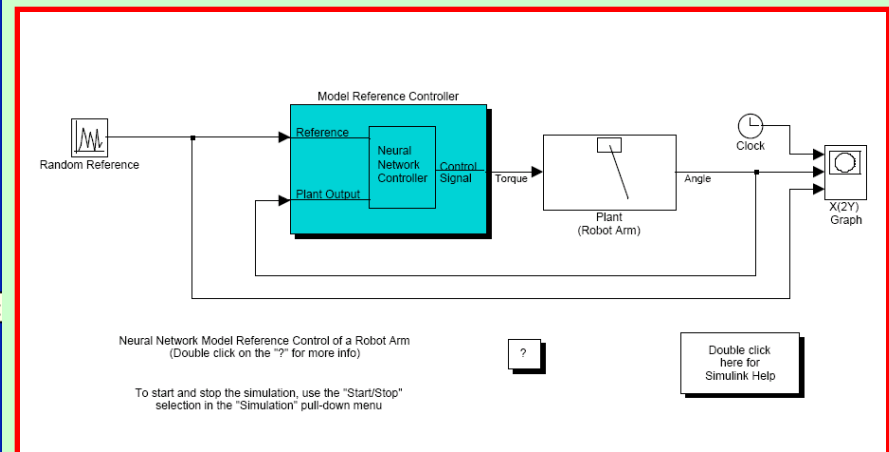 Model Reference Controller
Random Reference
Reference
Neural
Network
Controller
Control
Signal
Plant Output
Torque
Plant
(Robot Arm)
Angle
Clock
X(2Y)
Graph
Neural Network Model Reference Control of a Robot Arm
(Double click on the "?" for more info)
?
Double click
here for
Simulink Help
To start and stop the simulation, use the "Start/Stop"
selection in the "Simulation" pull-down menu